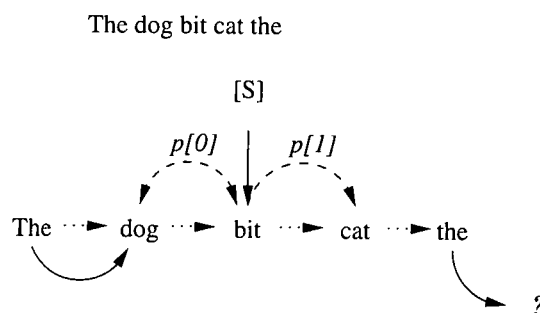 The dog bit cat the
[S]
p[0] p[1]
The dog bit cat the
?